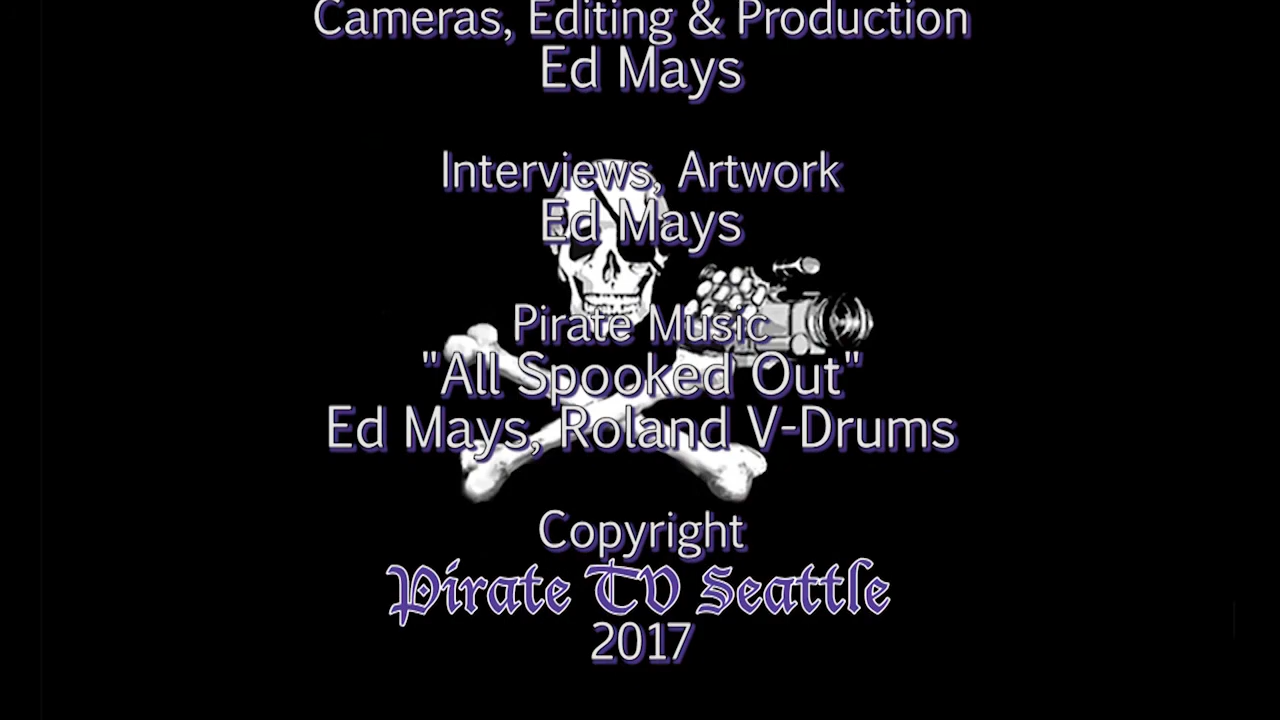 Cameras, Editing & Production
Ed Mays
Interviews, Artwork
Ed Mays
Pirate Music
"All Spooked Out"
Ed Mays, Roland V-Drums
Copyright
Pirate TV Seattle
2017